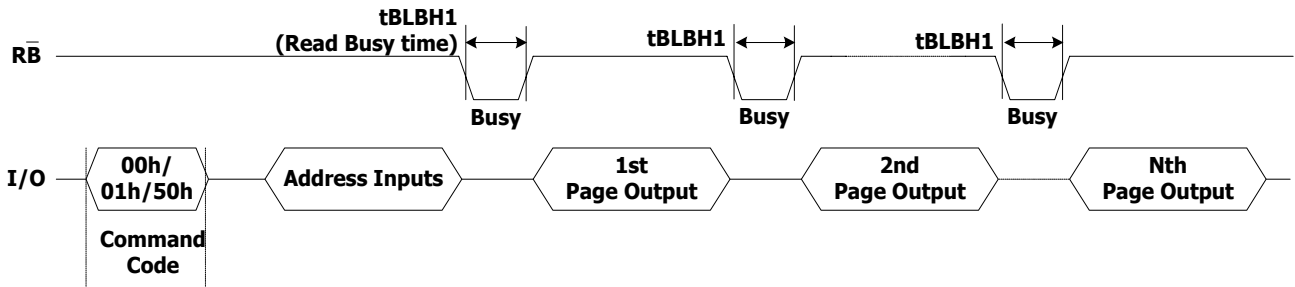 tBLBH1
(Read Busy time)
tBLBH1
tBLBH1
RB̅
Busy
Busy
Busy
I/O
00h/
01h/50h
Address Inputs
1st
Page Output
2nd
Page Output
Nth
Page Output
Command
Code